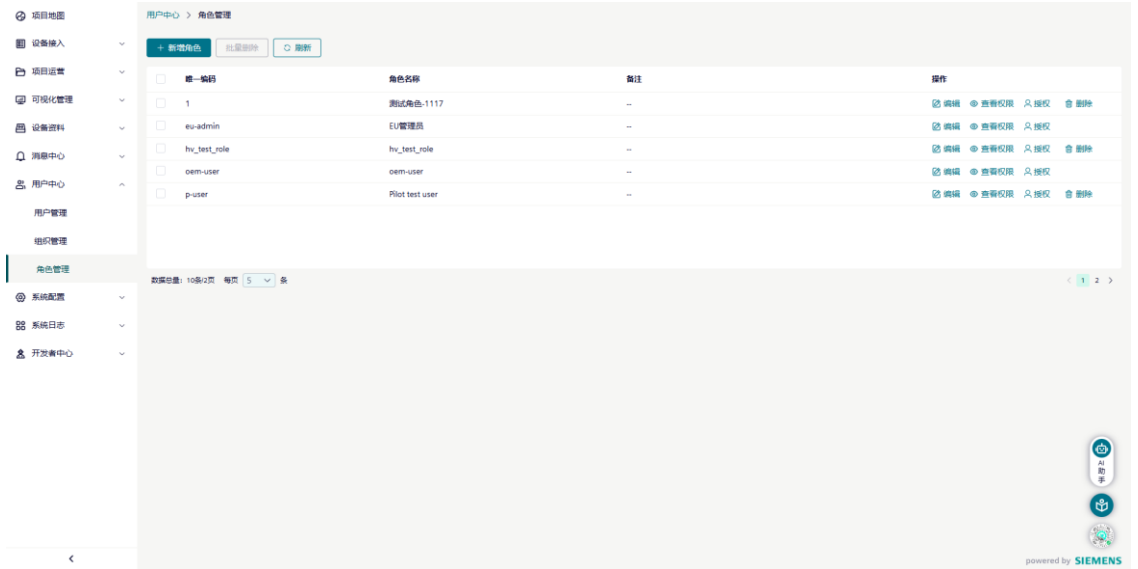 项目地图
设备接入
项目运营
可视化管理
设备资料
消息中心
用户中心
用户管理
组织管理
角色管理
系统配置
系统日志
开发者中心
用户中心 > 角色管理
+ 新增角色 批量删除 刷新
唯一编码 角色名称 备注 操作
1 测试角色-1117 -- 编辑 查看权限 授权 删除
eu-admin EU管理员 -- 编辑 查看权限 授权
hv_test_role hv_test_role -- 编辑 查看权限 授权 删除
oem-user oem-user -- 编辑 查看权限 授权
p-user Pilot test user -- 编辑 查看权限 授权 删除
数据总量: 10条/2页 每页 5 条 < 1 2 >
AI
助
手
powered by SIEMENS